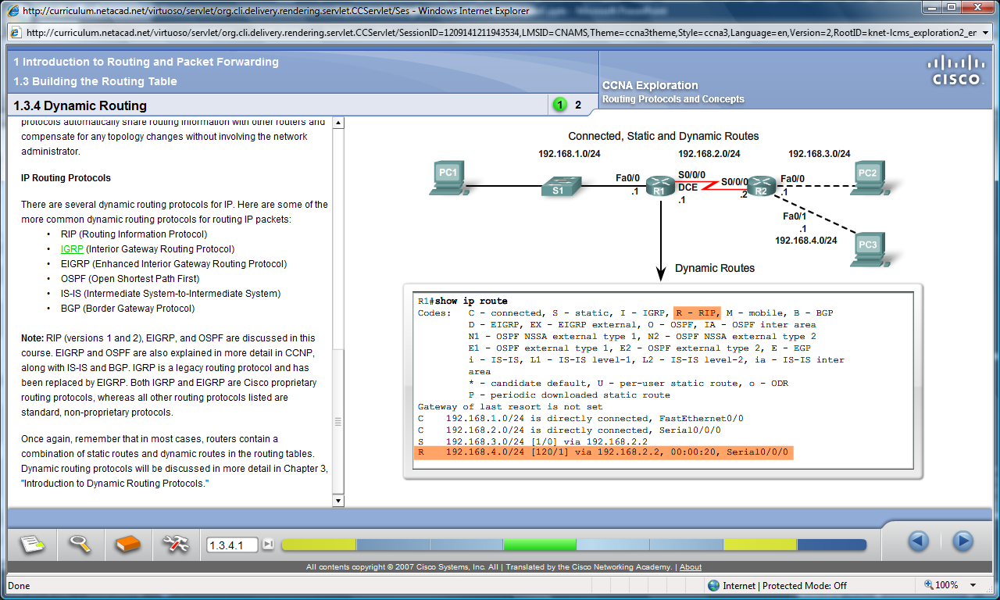 http://curriculum.netacad.net/virtuoso/servlet/org.cli.delivery.rendering.servlet.CCServlet/Ses - Windows Internet Explorer
http://curriculum.netacad.net/virtuoso/servlet/org.cli.delivery.rendering.servlet.CCServlet/SessionID=1209141211943534,LMSID=CNAMS,Theme=ccna3theme,Style=ccna3,Language=en,Version=2,RootID=knet-lcms_exploration2_en
1 Introduction to Routing and Packet Forwarding
1.3 Building the Routing Table
CISCO
CCNA Exploration
Routing Protocols and Concepts
1.3.4 Dynamic Routing
1 2
protocols automatically share routing information with other routers and
compensate for any topology changes without involving the network
administrator.
IP Routing Protocols
There are several dynamic routing protocols for IP. Here are some of the
more common dynamic routing protocols for routing IP packets:
• RIP (Routing Information Protocol)
• IGRP (Interior Gateway Routing Protocol)
• EIGRP (Enhanced Interior Gateway Routing Protocol)
• OSPF (Open Shortest Path First)
• IS-IS (Intermediate System-to-Intermediate System)
• BGP (Border Gateway Protocol)
Note: RIP (versions 1 and 2), EIGRP, and OSPF are discussed in this
course. EIGRP and OSPF are also explained in more detail in CCNP,
along with IS-IS and BGP. IGRP is a legacy routing protocol and has
been replaced by EIGRP. Both IGRP and EIGRP are Cisco proprietary
routing protocols, whereas all other routing protocols listed are
standard, non-proprietary protocols.
Once again, remember that in most cases, routers contain a
combination of static routes and dynamic routes in the routing tables.
Dynamic routing protocols will be discussed in more detail in Chapter 3,
"Introduction to Dynamic Routing Protocols."
Connected, Static and Dynamic Routes
192.168.1.0/24 192.168.2.0/24 192.168.3.0/24
PC1
S1
Fa0/0
.1
R1
S0/0/0
DCE
.1
S0/0/0
.2
R2
Fa0/0
.1
PC2
Fa0/1
.1
192.168.4.0/24
PC3
Dynamic Routes
R1#show ip route
Codes: C - connected, S - static, I - IGRP, R - RIP, M - mobile, B - BGP
D - EIGRP, EX - EIGRP external, O - OSPF, IA - OSPF inter area
N1 - OSPF NSSA external type 1, N2 - OSPF NSSA external type 2
E1 - OSPF external type 1, E2 - OSPF external type 2, E - EGP
i - IS-IS, L1 - IS-IS level-1, L2 - IS-IS level-2, ia - IS-IS inter
area
* - candidate default, U - per-user static route, o - ODR
P - periodic downloaded static route
Gateway of last resort is not set
C 192.168.1.0/24 is directly connected, FastEthernet0/0
C 192.168.2.0/24 is directly connected, Serial0/0/0
S 192.168.3.0/24 [1/0] via 192.168.2.2
R 192.168.4.0/24 [120/1] via 192.168.2.2, 00:00:20, Serial0/0/0
1.3.4.1
All contents copyright © 2007 Cisco Systems, Inc. All | Translated by the Cisco Networking Academy. | About
Done
Internet | Protected Mode: Off
100%